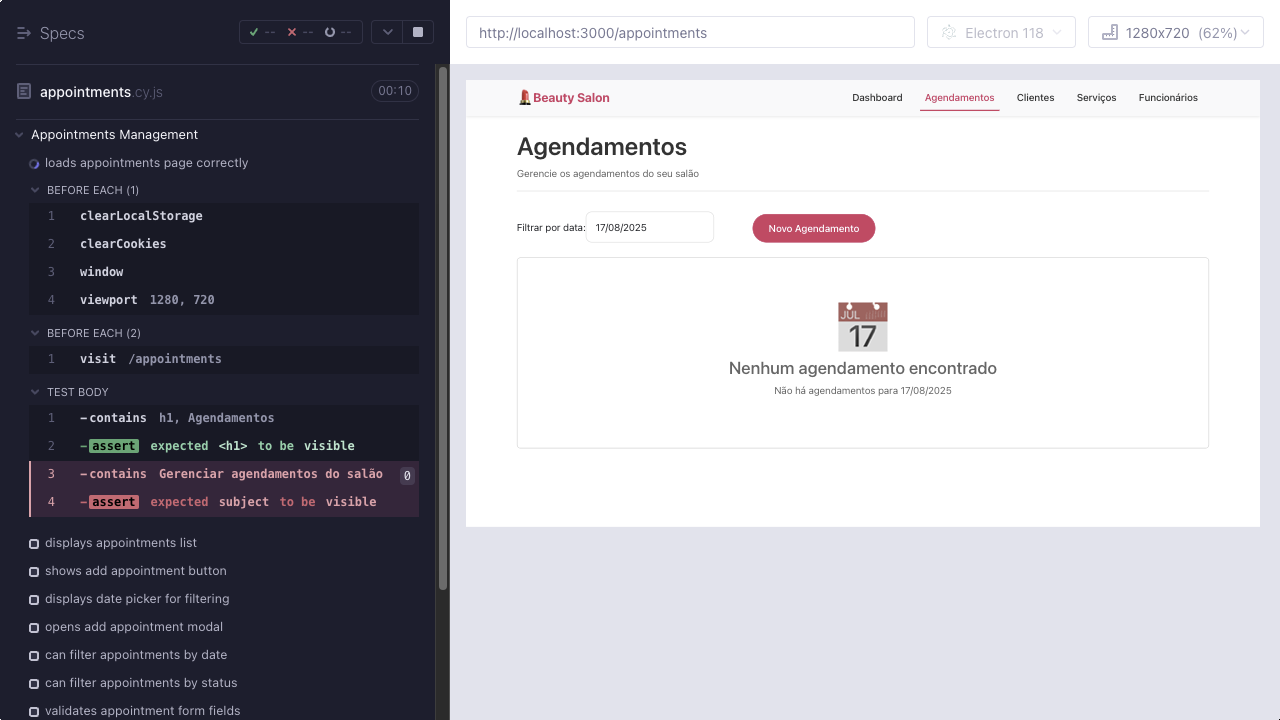 Specs
-- -- --
appointments.cy.js 00:10
Appointments Management
loads appointments page correctly
BEFORE EACH (1)
1 clearLocalStorage
2 clearCookies
3 window
4 viewport 1280, 720
BEFORE EACH (2)
1 visit /appointments
TEST BODY
1 -contains h1, Agendamentos
2 -assert expected <h1> to be visible
3 -contains Gerenciar agendamentos do salão 0
4 -assert expected subject to be visible
displays appointments list
shows add appointment button
displays date picker for filtering
opens add appointment modal
can filter appointments by date
can filter appointments by status
validates appointment form fields
http://localhost:3000/appointments
Electron 118
1280x720 (62%)
Beauty Salon
Dashboard Agendamentos Clientes Serviços Funcionários
Agendamentos
Gerencie os agendamentos do seu salão
Filtrar por data: 17/08/2025 Novo Agendamento
JUL
17
Nenhum agendamento encontrado
Não há agendamentos para 17/08/2025